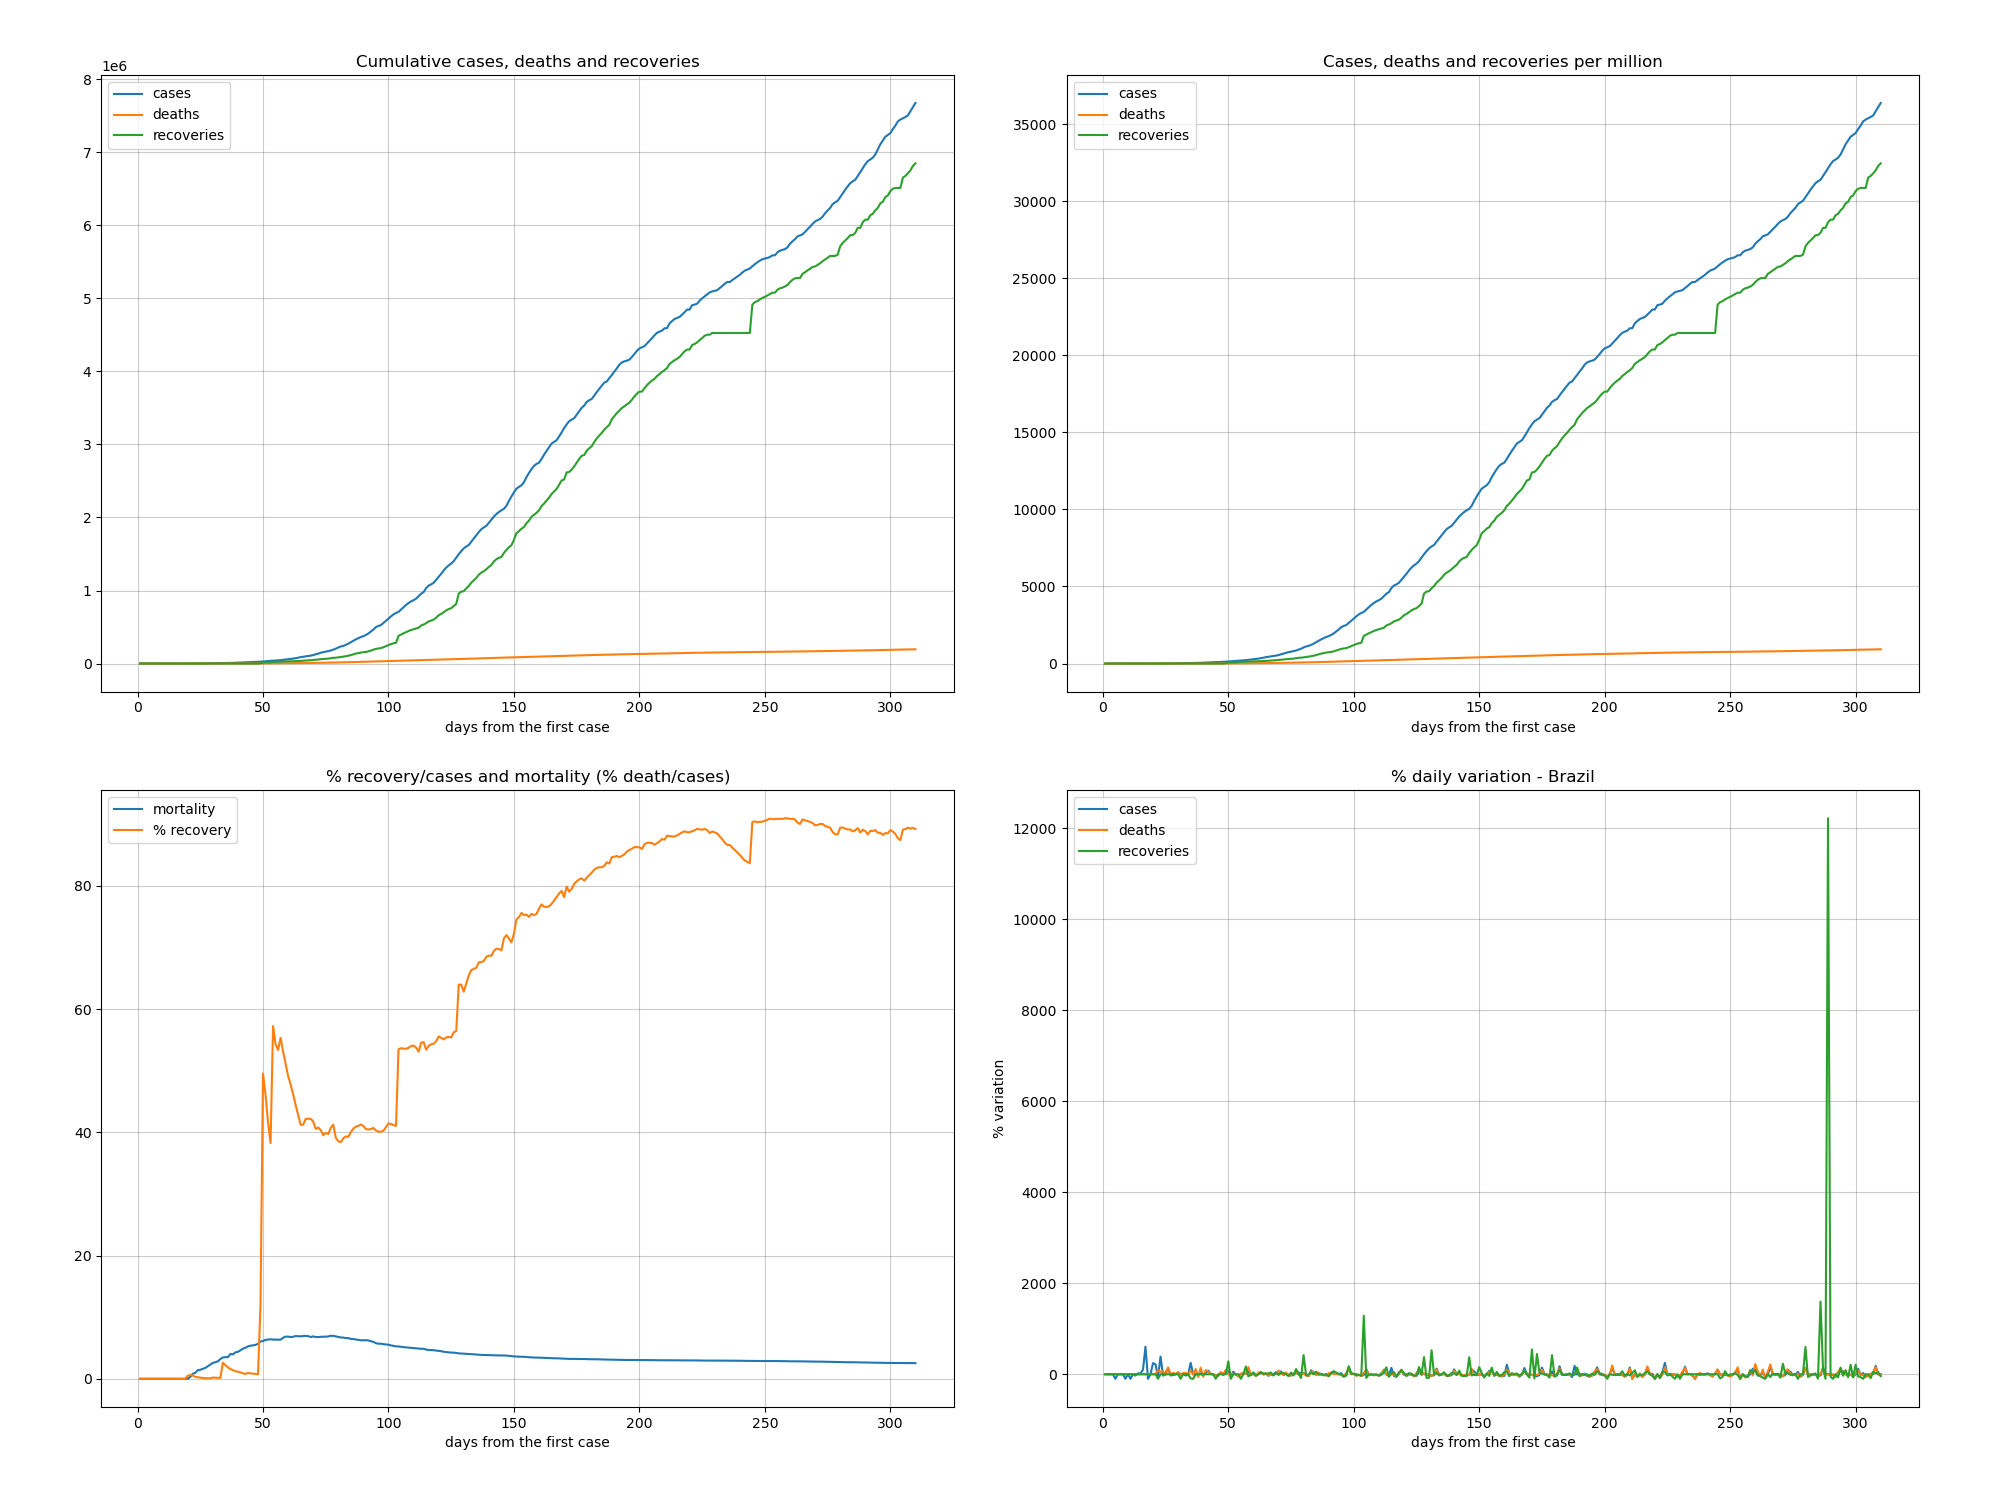 Cumulative cases, deaths and recoveries
1e6
8
7
6
5
4
3
2
1
0
cases
deaths
recoveries
0 50 100 150 200 250 300
days from the first case
Cases, deaths and recoveries per million
35000
30000
25000
20000
15000
10000
5000
0
cases
deaths
recoveries
0 50 100 150 200 250 300
days from the first case
% recovery/cases and mortality (% death/cases)
80
60
40
20
0
mortality
% recovery
0 50 100 150 200 250 300
days from the first case
% daily variation - Brazil
% variation
12000
10000
8000
6000
4000
2000
0
cases
deaths
recoveries
0 50 100 150 200 250 300
days from the first case